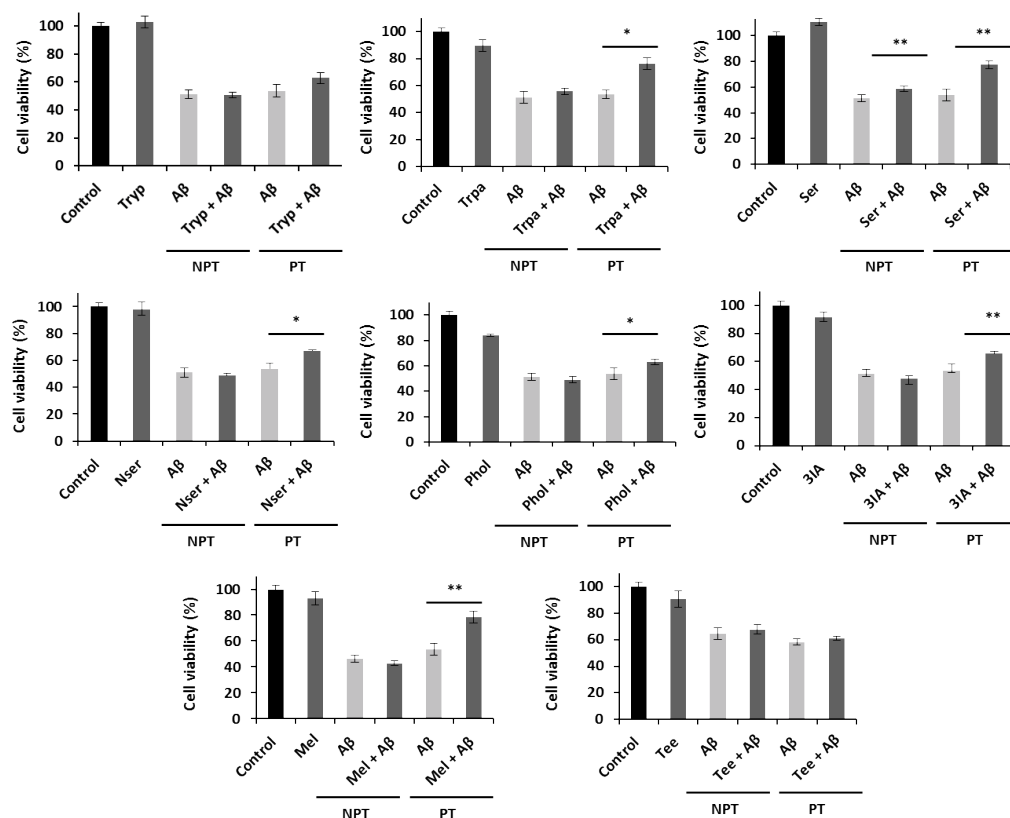 Cell viability (%)
100
80
60
40
20
0
Control
Tryp
Aβ
Tryp + Aβ
Aβ
Tryp + Aβ
NPT
PT
Cell viability (%)
*
100
80
60
40
20
0
Control
Trpa
Aβ
Trpa + Aβ
Aβ
Trpa + Aβ
NPT
PT
Cell viability (%)
**
**
100
80
60
40
20
0
Control
Ser
Aβ
Ser + Aβ
Aβ
Ser + Aβ
NPT
PT
Cell viability (%)
*
100
80
60
40
20
0
Control
Nser
Aβ
Nser + Aβ
Aβ
Nser + Aβ
NPT
PT
Cell viability (%)
*
100
80
60
40
20
0
Control
Phol
Aβ
Phol + Aβ
Aβ
Phol + Aβ
NPT
PT
Cell viability (%)
**
100
80
60
40
20
0
Control
3IA
Aβ
3IA + Aβ
Aβ
3IA + Aβ
NPT
PT
Cell viability (%)
**
100
80
60
40
20
0
Control
Mel
Aβ
Mel + Aβ
Aβ
Mel + Aβ
NPT
PT
Cell viability (%)
100
80
60
40
20
0
Control
Tee
Aβ
Tee + Aβ
Aβ
Tee + Aβ
NPT
PT